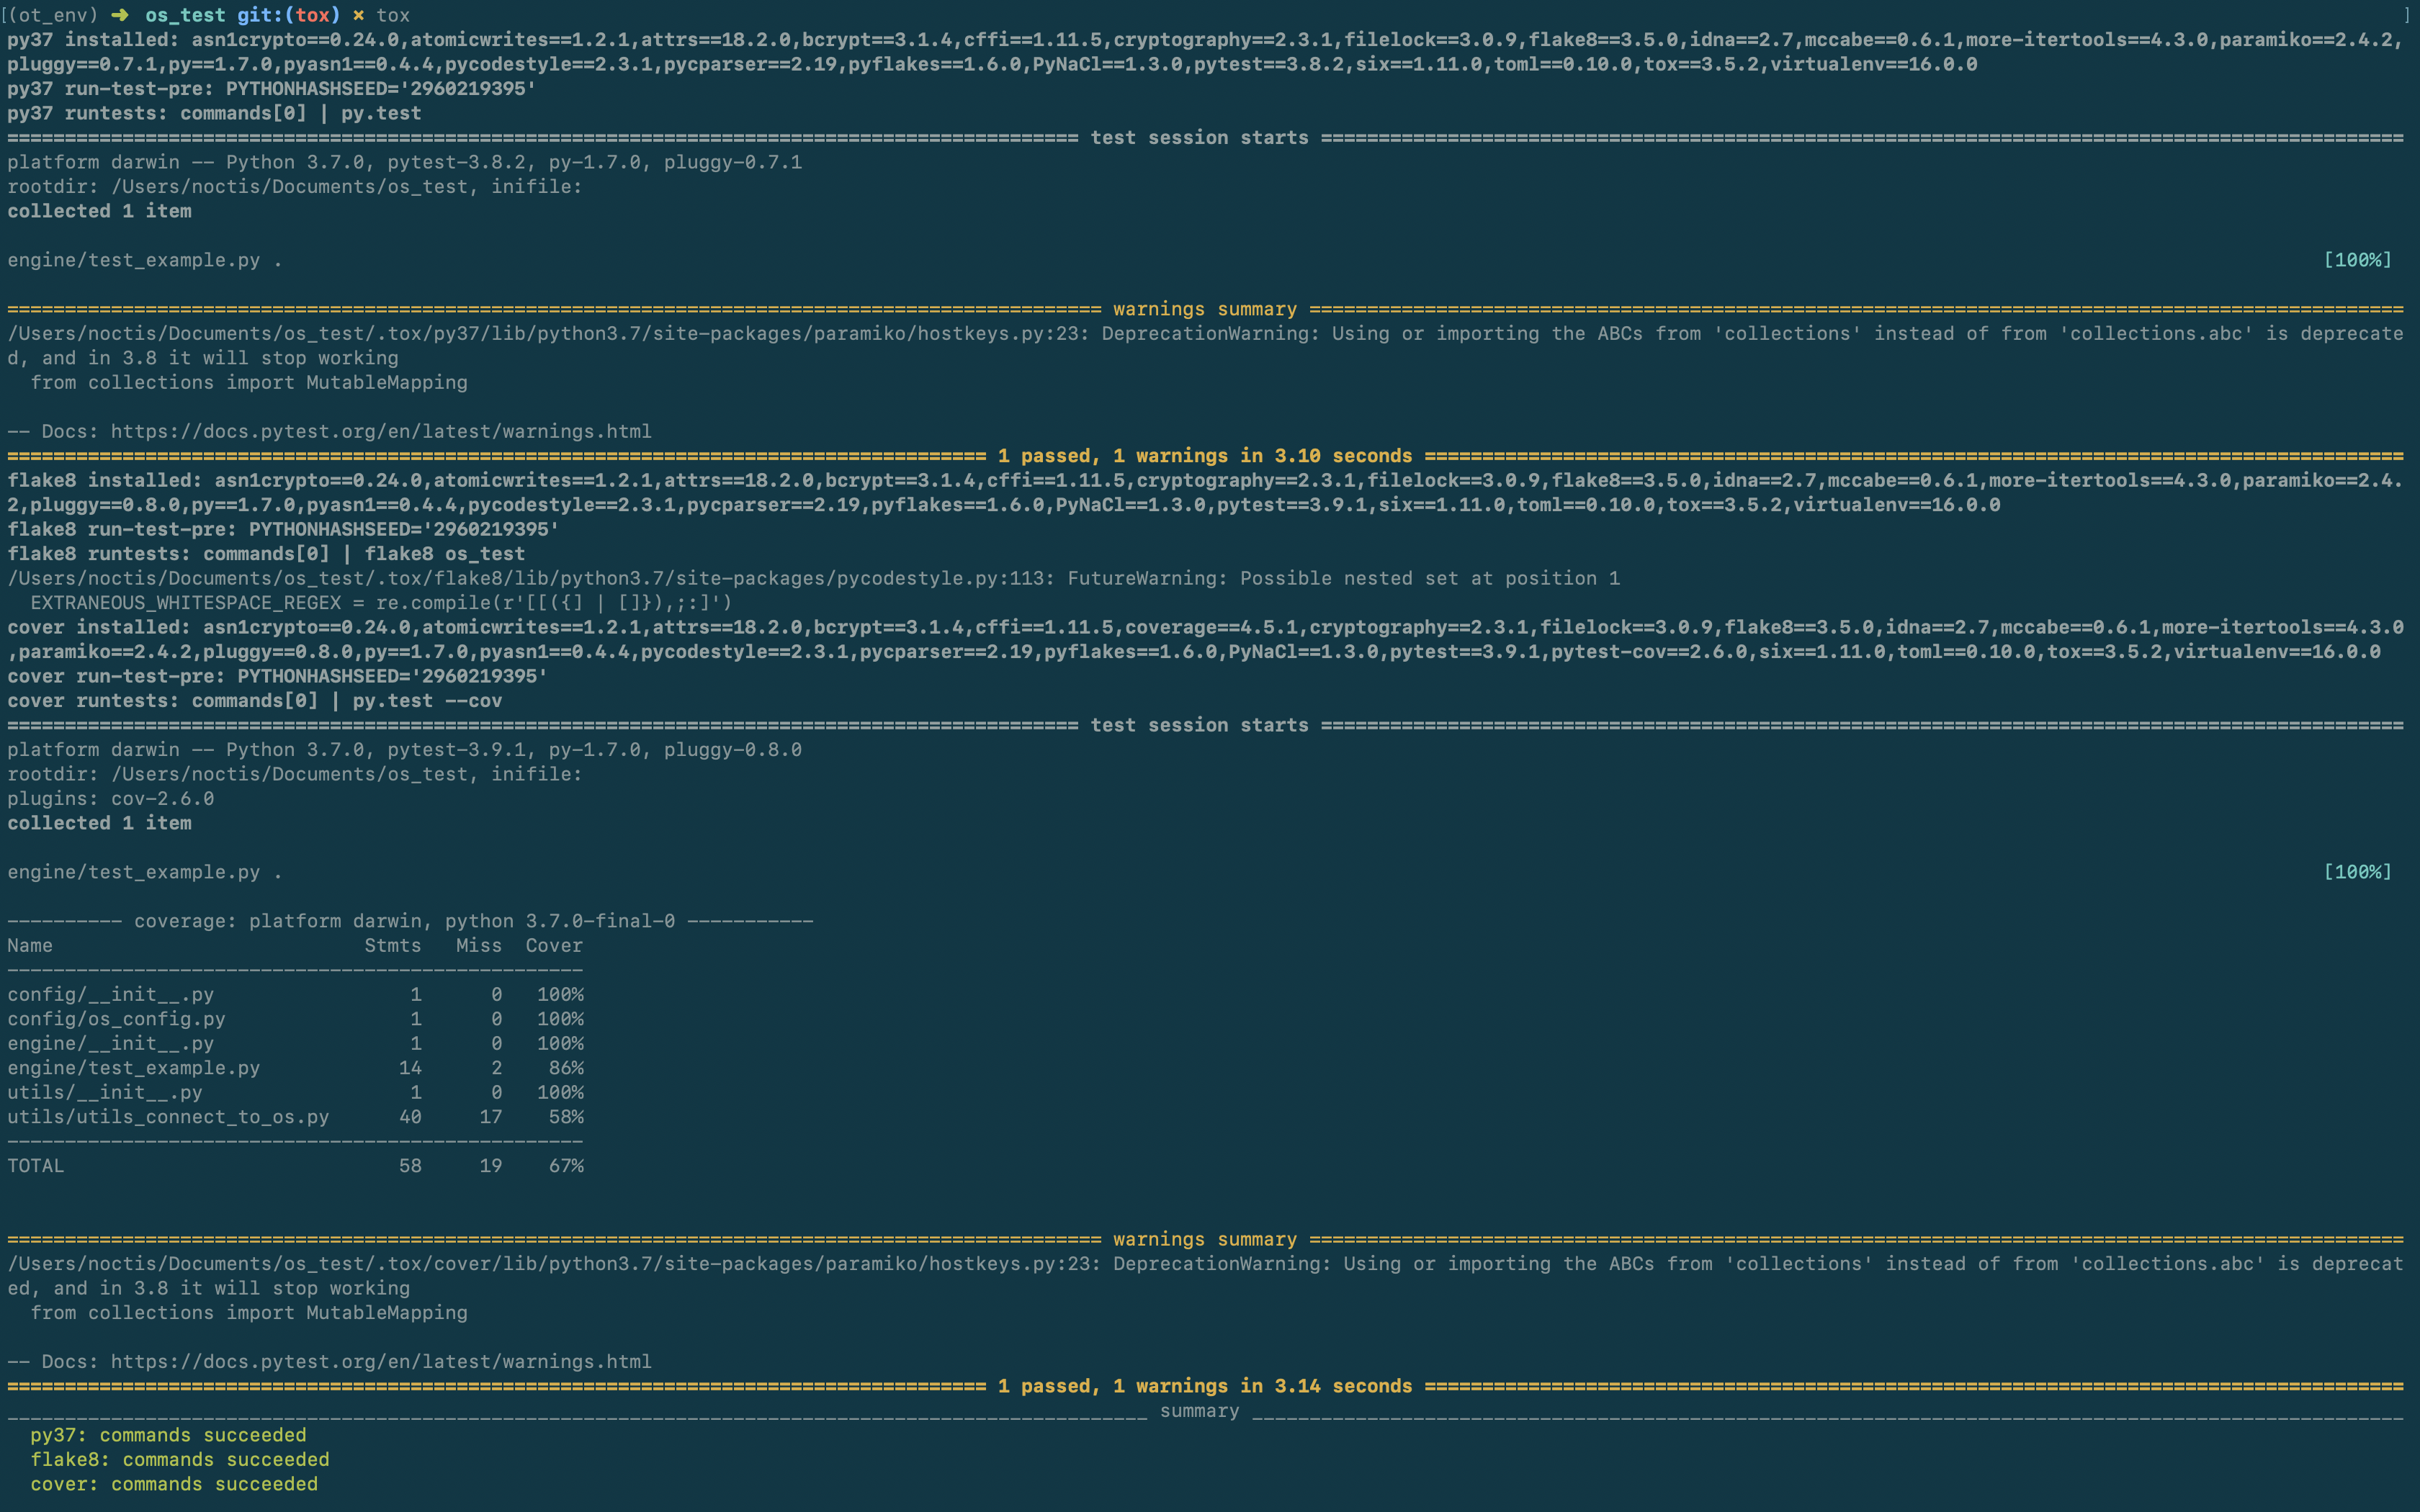 [(ot_env) ➜  os_test git:(tox) ✗ tox ]
py37 installed: asn1crypto==0.24.0,atomicwrites==1.2.1,attrs==18.2.0,bcrypt==3.1.4,cffi==1.11.5,cryptography==2.3.1,filelock==3.0.9,flake8==3.5.0,idna==2.7,mccabe==0.6.1,more-itertools==4.3.0,paramiko==2.4.2,
pluggy==0.7.1,py==1.7.0,pyasn1==0.4.4,pycodestyle==2.3.1,pycparser==2.19,pyflakes==1.6.0,PyNaCl==1.3.0,pytest==3.8.2,six==1.11.0,toml==0.10.0,tox==3.5.2,virtualenv==16.0.0
py37 run-test-pre: PYTHONHASHSEED='2960219395'
py37 runtests: commands[0] | py.test
============================== test session starts ==============================
platform darwin -- Python 3.7.0, pytest-3.8.2, py-1.7.0, pluggy-0.7.1
rootdir: /Users/noctis/Documents/os_test, inifile:
collected 1 item
engine/test_example.py . [100%]
============================== warnings summary ==============================
/Users/noctis/Documents/os_test/.tox/py37/lib/python3.7/site-packages/paramiko/hostkeys.py:23: DeprecationWarning: Using or importing the ABCs from 'collections' instead of from 'collections.abc' is deprecate
d, and in 3.8 it will stop working
  from collections import MutableMapping
-- Docs: https://docs.pytest.org/en/latest/warnings.html
============================== 1 passed, 1 warnings in 3.10 seconds ==============================
flake8 installed: asn1crypto==0.24.0,atomicwrites==1.2.1,attrs==18.2.0,bcrypt==3.1.4,cffi==1.11.5,cryptography==2.3.1,filelock==3.0.9,flake8==3.5.0,idna==2.7,mccabe==0.6.1,more-itertools==4.3.0,paramiko==2.4.
2,pluggy==0.8.0,py==1.7.0,pyasn1==0.4.4,pycodestyle==2.3.1,pycparser==2.19,pyflakes==1.6.0,PyNaCl==1.3.0,pytest==3.9.1,six==1.11.0,toml==0.10.0,tox==3.5.2,virtualenv==16.0.0
flake8 run-test-pre: PYTHONHASHSEED='2960219395'
flake8 runtests: commands[0] | flake8 os_test
/Users/noctis/Documents/os_test/.tox/flake8/lib/python3.7/site-packages/pycodestyle.py:113: FutureWarning: Possible nested set at position 1
  EXTRANEOUS_WHITESPACE_REGEX = re.compile(r'[[({] | []}),;:]')
cover installed: asn1crypto==0.24.0,atomicwrites==1.2.1,attrs==18.2.0,bcrypt==3.1.4,cffi==1.11.5,coverage==4.5.1,cryptography==2.3.1,filelock==3.0.9,flake8==3.5.0,idna==2.7,mccabe==0.6.1,more-itertools==4.3.0
,paramiko==2.4.2,pluggy==0.8.0,py==1.7.0,pyasn1==0.4.4,pycodestyle==2.3.1,pycparser==2.19,pyflakes==1.6.0,PyNaCl==1.3.0,pytest==3.9.1,pytest-cov==2.6.0,six==1.11.0,toml==0.10.0,tox==3.5.2,virtualenv==16.0.0
cover run-test-pre: PYTHONHASHSEED='2960219395'
cover runtests: commands[0] | py.test --cov
============================== test session starts ==============================
platform darwin -- Python 3.7.0, pytest-3.9.1, py-1.7.0, pluggy-0.8.0
rootdir: /Users/noctis/Documents/os_test, inifile:
plugins: cov-2.6.0
collected 1 item
engine/test_example.py . [100%]
---------- coverage: platform darwin, python 3.7.0-final-0 -----------
Name                           Stmts   Miss  Cover
--------------------------------------------------
config/__init__.py                 1      0   100%
config/os_config.py                1      0   100%
engine/__init__.py                 1      0   100%
engine/test_example.py            14      2    86%
utils/__init__.py                  1      0   100%
utils/utils_connect_to_os.py      40     17    58%
--------------------------------------------------
TOTAL                             58     19    67%
============================== warnings summary ==============================
/Users/noctis/Documents/os_test/.tox/cover/lib/python3.7/site-packages/paramiko/hostkeys.py:23: DeprecationWarning: Using or importing the ABCs from 'collections' instead of from 'collections.abc' is deprecat
ed, and in 3.8 it will stop working
  from collections import MutableMapping
-- Docs: https://docs.pytest.org/en/latest/warnings.html
============================== 1 passed, 1 warnings in 3.14 seconds ==============================
______________________________ summary ______________________________
  py37: commands succeeded
  flake8: commands succeeded
  cover: commands succeeded